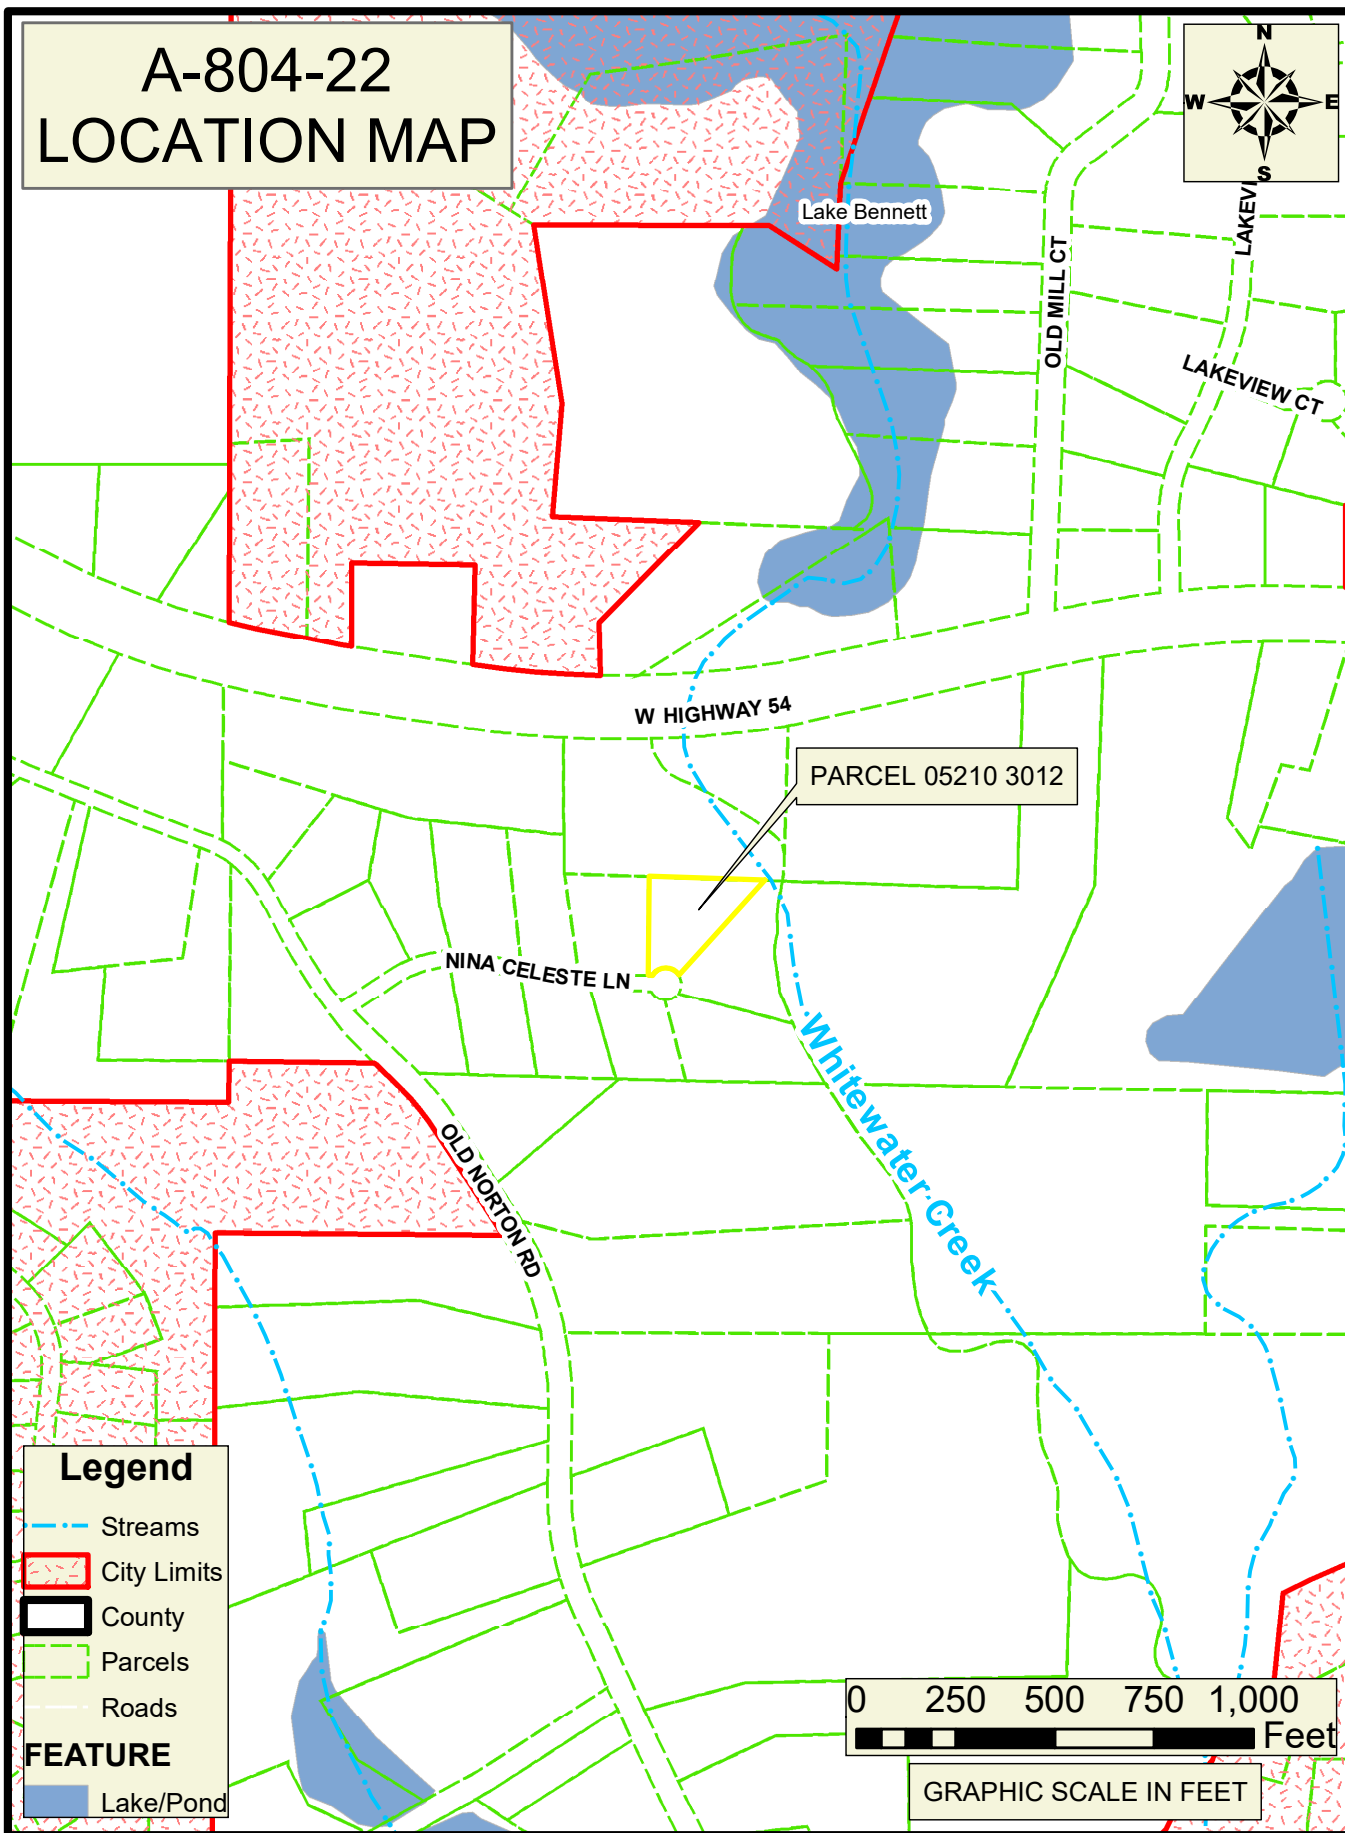 A-804-22
LOCATION MAP
N
W
E
S
Lake Bennett
OLD MILL CT
LAKEVI
LAKEVIEW CT
W HIGHWAY 54
PARCEL 05210 3012
NINA CELESTE LN
Whitewater Creek
OLD NORTON RD
Legend
Streams
City Limits
County
Parcels
Roads
FEATURE
Lake/Pond
0 250 500 750 1,000
Feet
GRAPHIC SCALE IN FEET